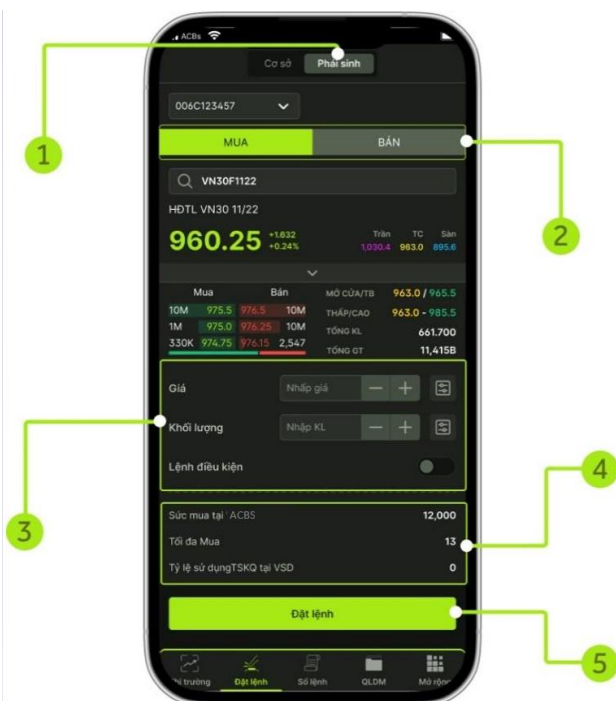 ACBs
Cơ sở Phái sinh
006C123457
1
MUA BÁN
VN30F1122
2
HĐTL VN30 11/22
960.25 +1.632 Trần TC Sàn
+0.24% 1,030.4 963.0 895.6
Mua Bán MỞ CỬA/TB 963.0 / 965.5
10M 975.5 976.5 10M THẤP/CAO 963.0 - 985.5
1M 975.0 976.25 10M TỔNG KL 661.700
330K 974.75 976.15 2,547 TỔNG GT 11,415B
Giá Nhập giá − +
Khối lượng Nhập KL − +
Lệnh điều kiện
4
3
Sức mua tại ACBS 12,000
Tối đa Mua 13
Tỷ lệ sử dụngTSKQ tại VSD 0
Đặt lệnh
5
Đặt lệnh Sổ lệnh QLDM Mở rộng